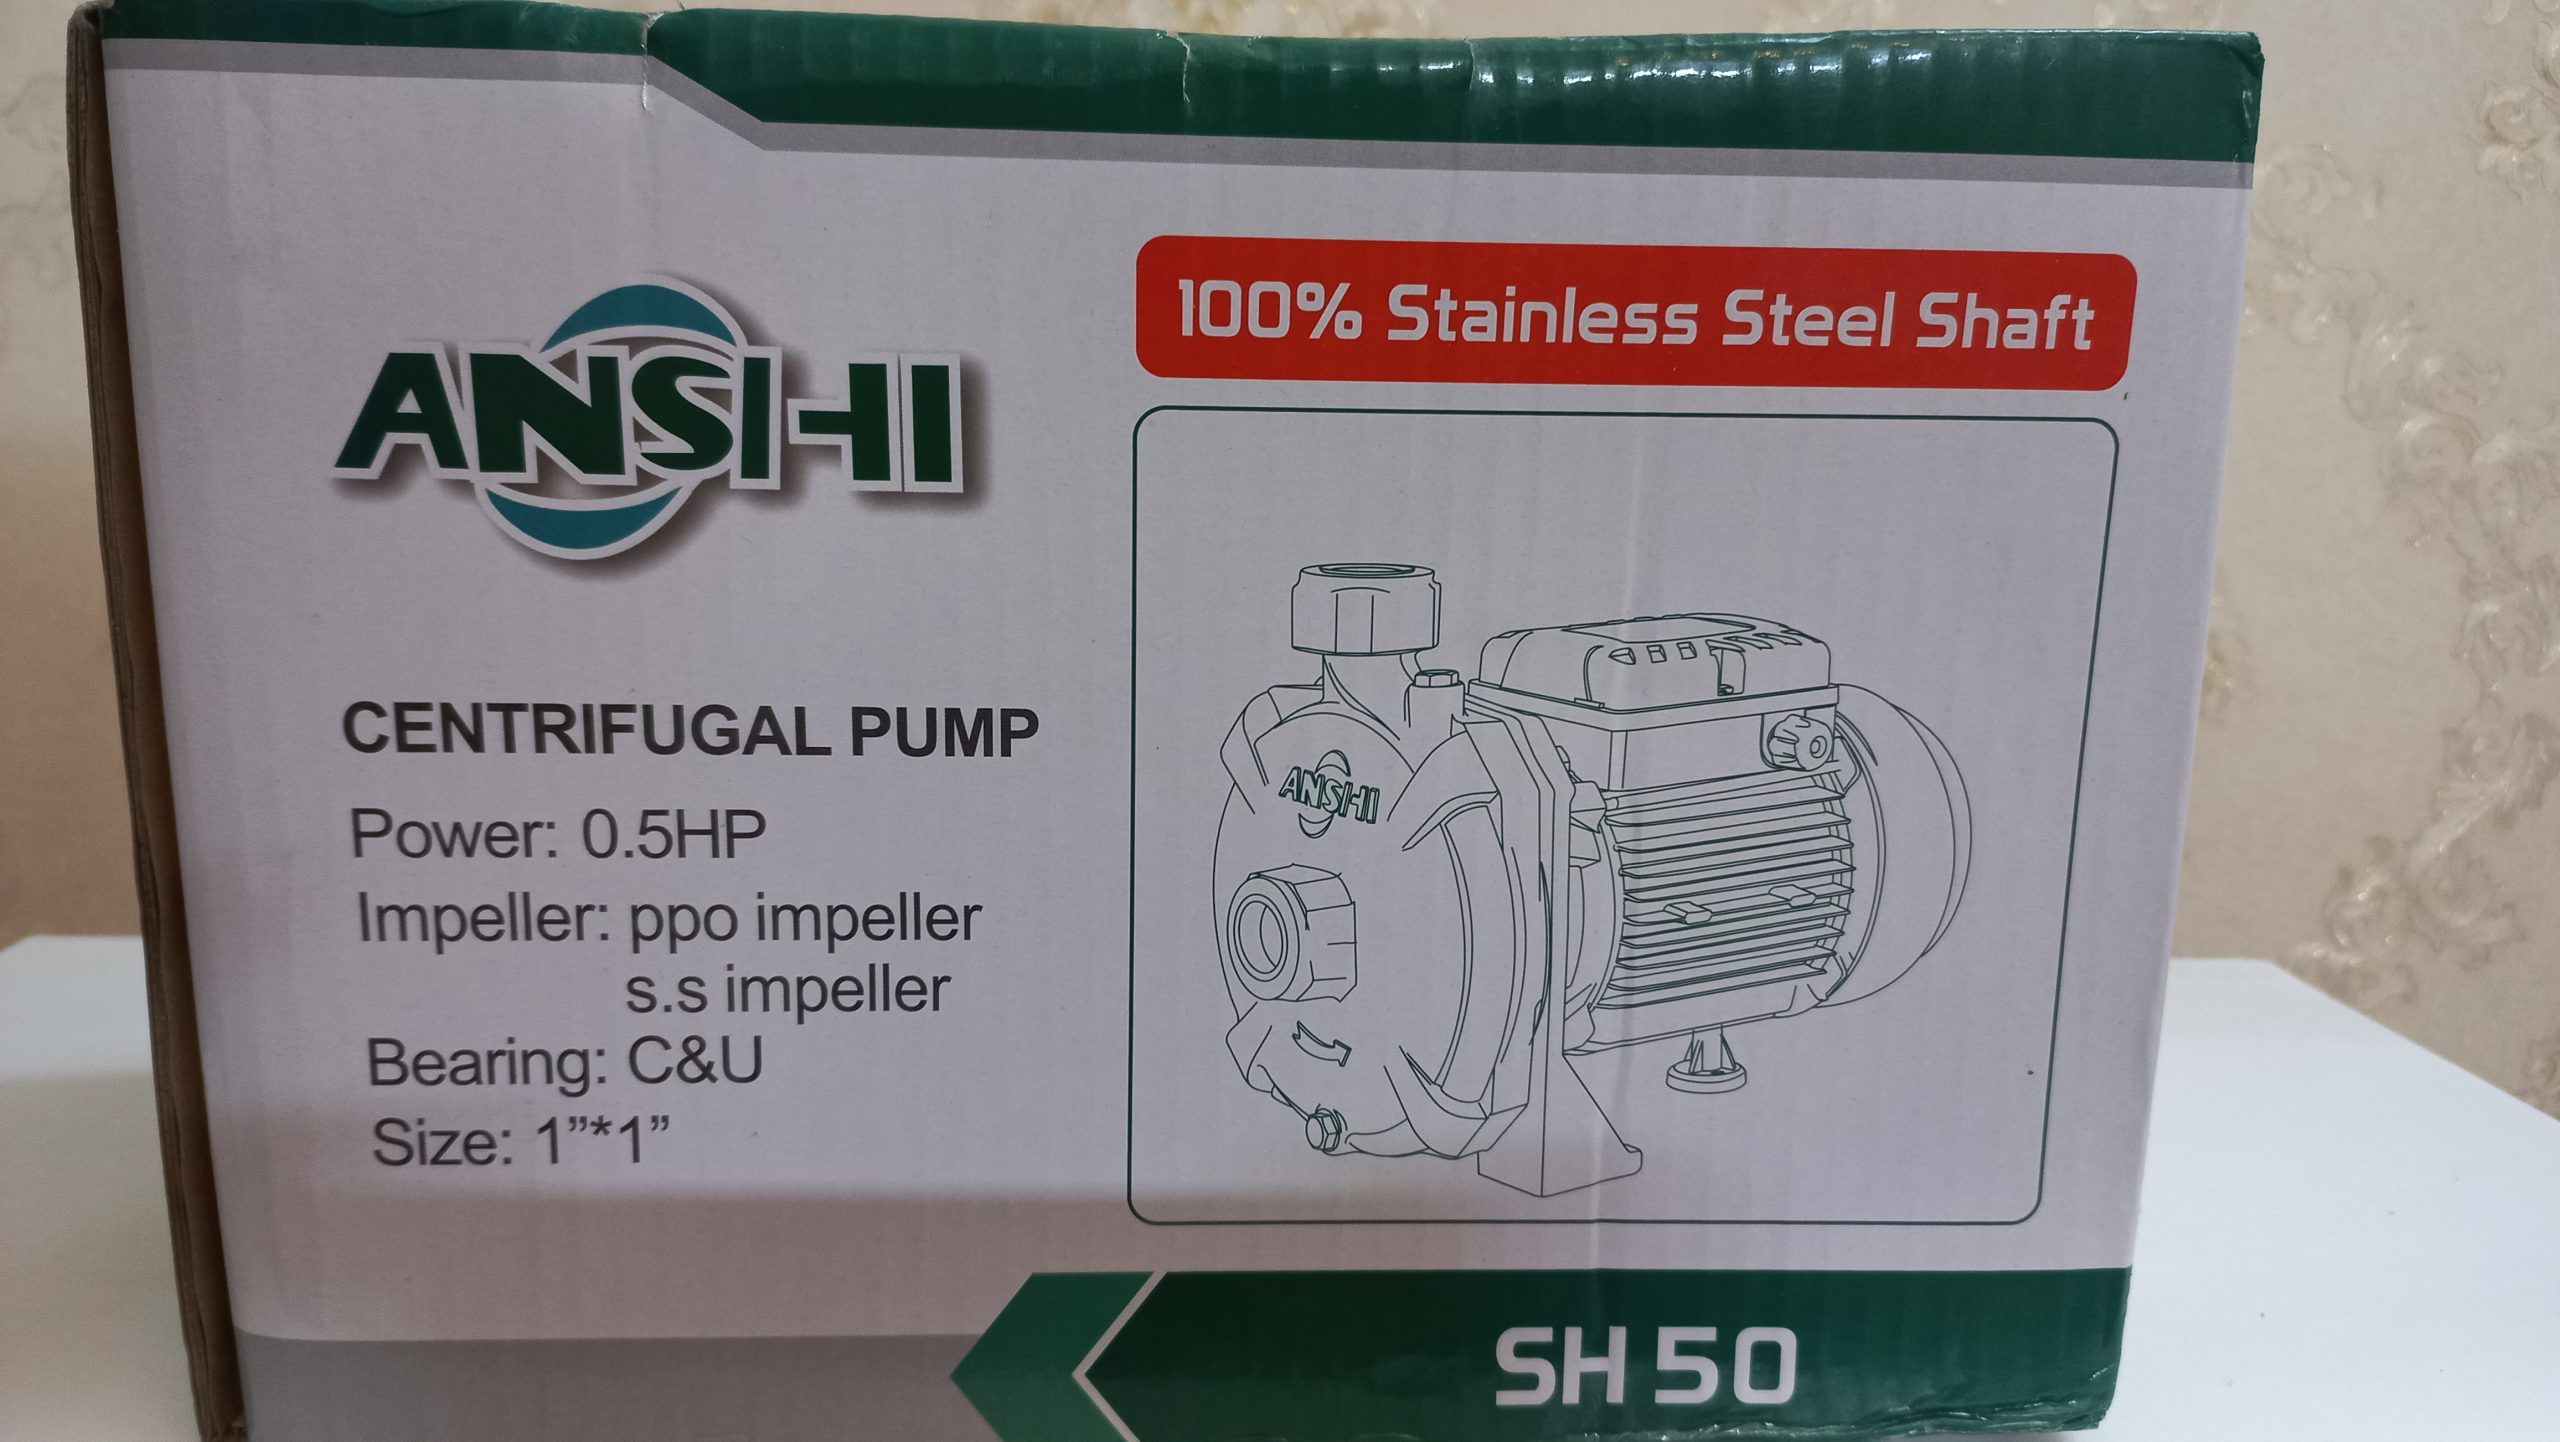 ANSHI
100% Stainless Steel Shaft
CENTRIFUGAL PUMP
Power: 0.5HP
Impeller: ppo impeller
s.s impeller
Bearing: C&U
Size: 1”*1”
ANSHI
SH 50